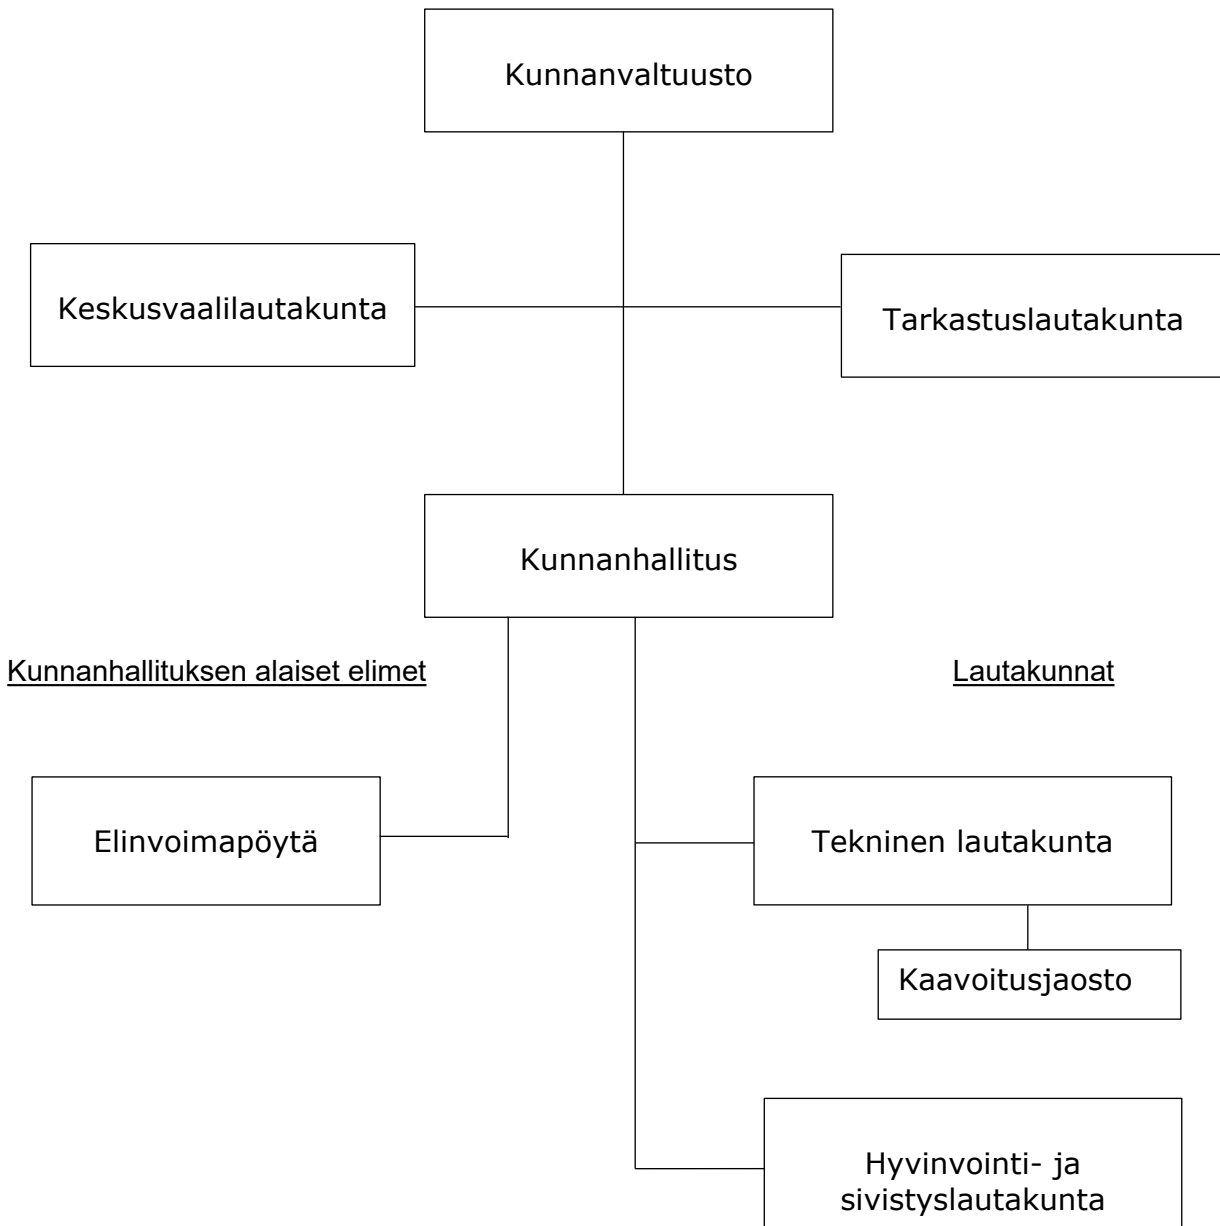 Kunnanvaltuusto
Keskusvaalilautakunta
Tarkastuslautakunta
Kunnanhallitus
Kunnanhallituksen alaiset elimet
Lautakunnat
Elinvoimapöytä
Tekninen lautakunta
Kaavoitusjaosto
Hyvinvointi- ja
sivistyslautakunta